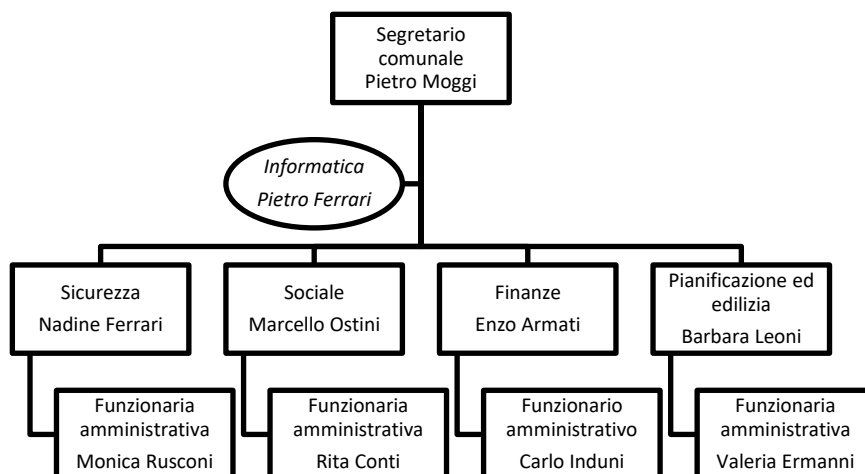 Segretario
comunale
Pietro Moggi
Informatica
Pietro Ferrari
Sicurezza
Nadine Ferrari
Sociale
Marcello Ostini
Finanze
Enzo Armati
Pianificazione ed
edilizia
Barbara Leoni
Funzionaria
amministrativa
Monica Rusconi
Funzionaria
amministrativa
Rita Conti
Funzionario
amministrativo
Carlo Induni
Funzionaria
amministrativa
Valeria Ermanni